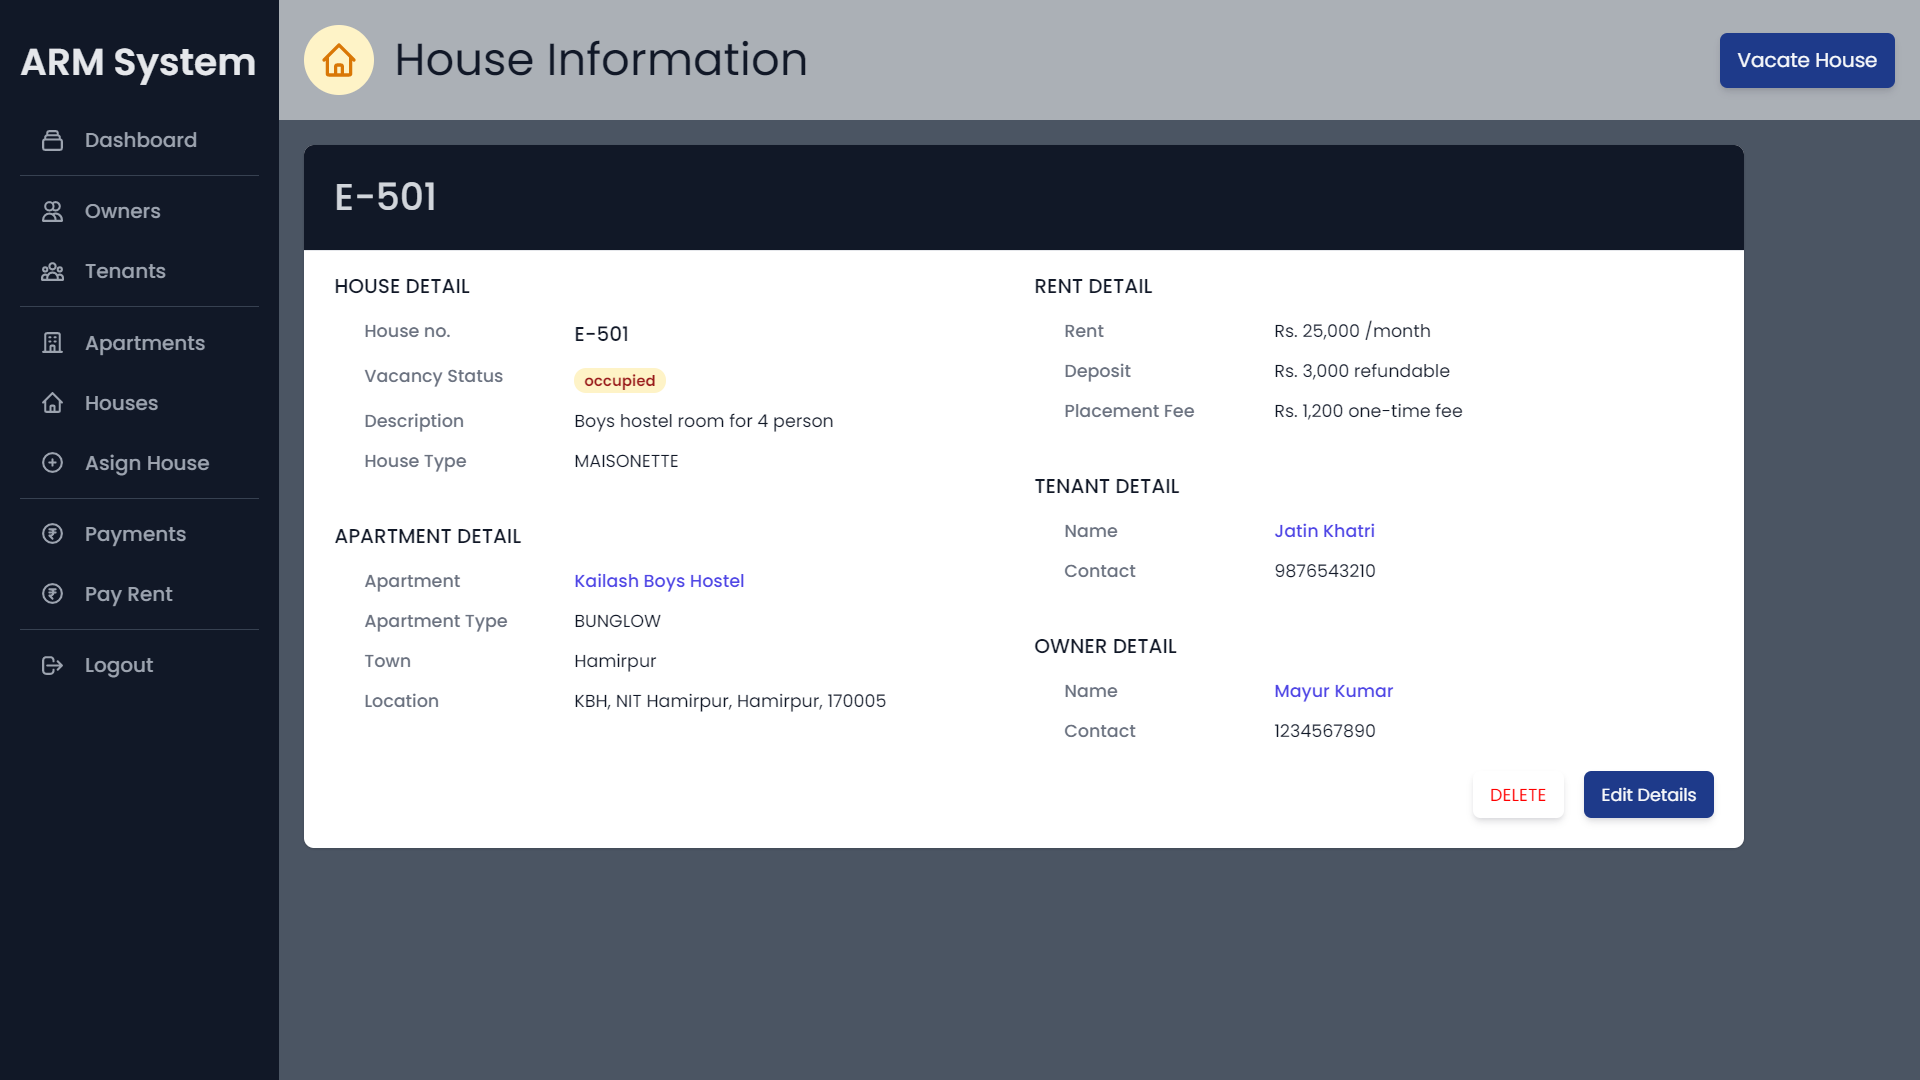 ARM System
Dashboard
Owners
Tenants
Apartments
Houses
Asign House
Payments
Pay Rent
Logout
House Information
Vacate House
E-501
HOUSE DETAIL
House no. E-501
Vacancy Status occupied
Description Boys hostel room for 4 person
House Type MAISONETTE
APARTMENT DETAIL
Apartment Kailash Boys Hostel
Apartment Type BUNGLOW
Town Hamirpur
Location KBH, NIT Hamirpur, Hamirpur, 170005
RENT DETAIL
Rent Rs. 25,000 /month
Deposit Rs. 3,000 refundable
Placement Fee Rs. 1,200 one-time fee
TENANT DETAIL
Name Jatin Khatri
Contact 9876543210
OWNER DETAIL
Name Mayur Kumar
Contact 1234567890
DELETE
Edit Details